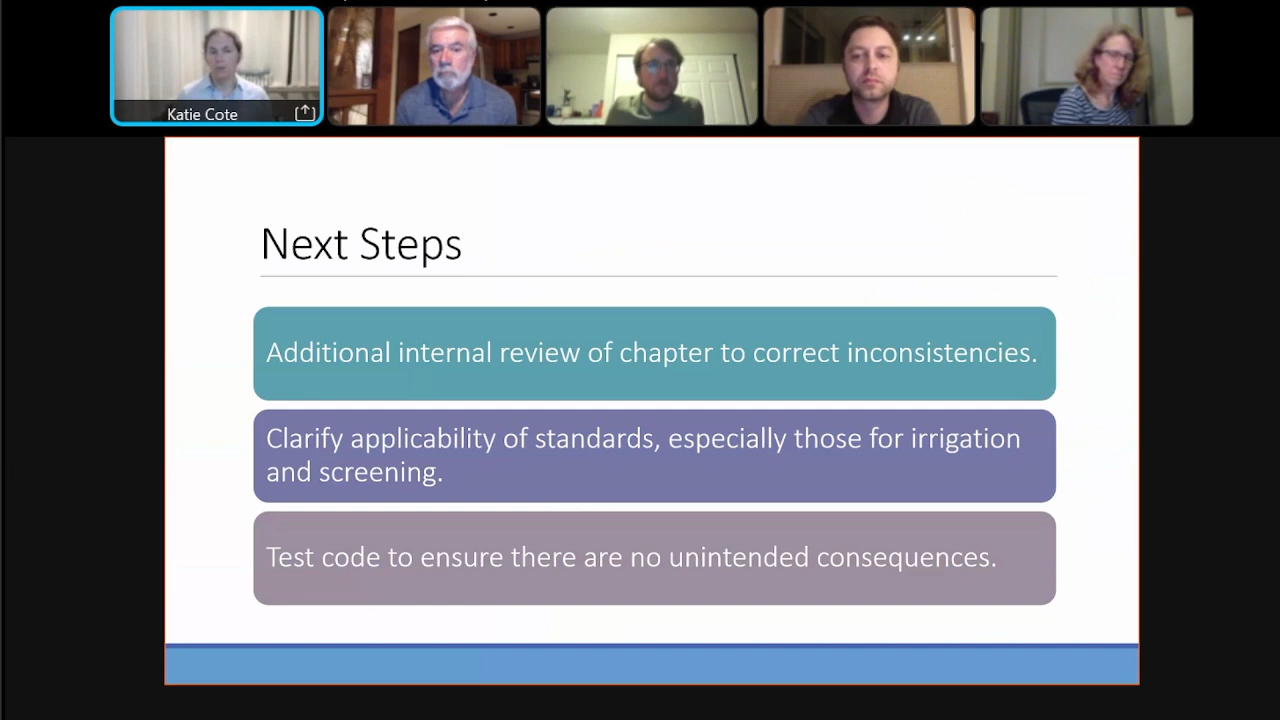 Katie Cote
Next Steps
Additional internal review of chapter to correct inconsistencies.
Clarify applicability of standards, especially those for irrigation
and screening.
Test code to ensure there are no unintended consequences.